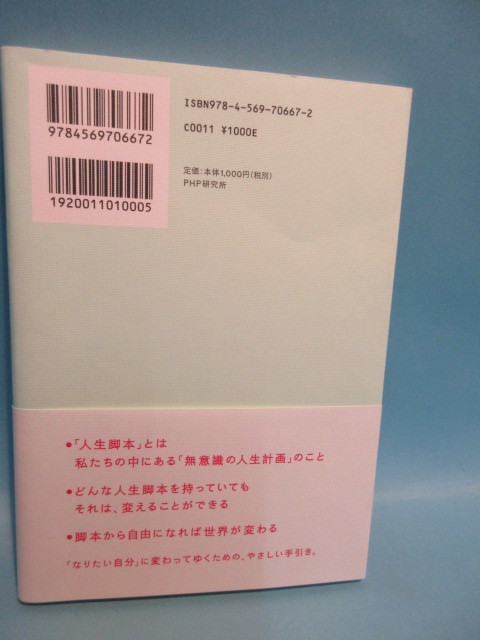 ISBN978-4-569-70667-2
C0011 ¥1000E
9784569706672
定価：本体1,000円(税別)
PHP研究所
1920011010005
●「人生脚本」とは
私たちの中にある「無意識の人生計画」のこと
●どんな人生脚本を持っていても
それは、変えることができる
●脚本から自由になれば世界が変わる
「なりたい自分」に変わってゆくための、やさしい手引き。